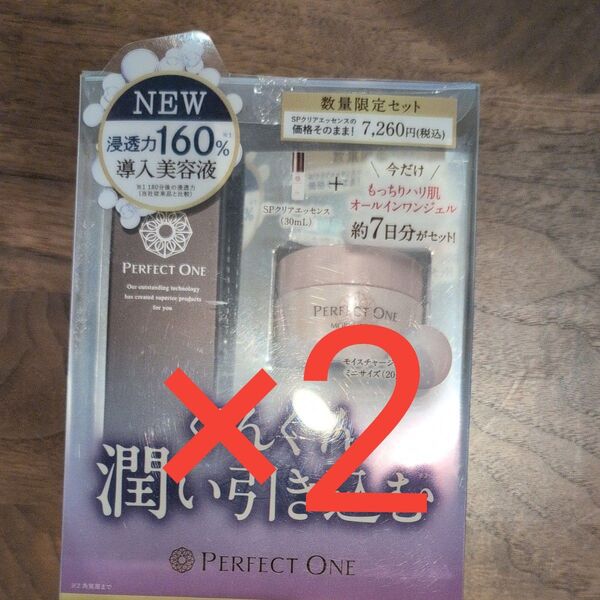 NEW
浸透力160%※1
導入美容液
※1 180分後の浸透力
(当社従来品と比較)
数量限定セット
SPクリアエッセンスの
価格そのまま! 7,260円(税込)
今だけ
もっちりハリ肌
オールインワンジェル
約7日分がセット!
+
SPクリアエッセンス
(30mL)
PERFECT ONE
Our outstanding technology
has created superior products
for you
PERFECT ONE
モイスチャー
ミニサイズ(20
×2
潤い引き込む
PERFECT ONE
※2 角質層まで